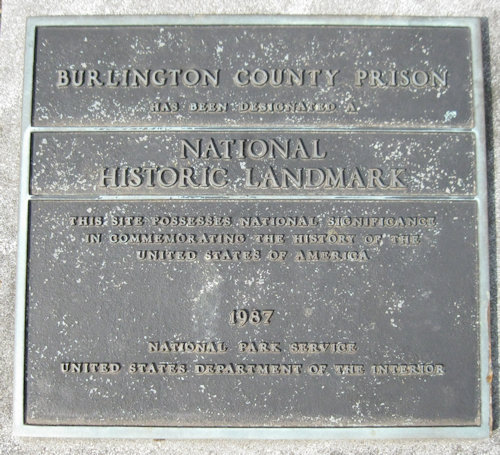 BURLINGTON COUNTY PRISON
HAS BEEN DESIGNATED A
NATIONAL
HISTORIC LANDMARK
THIS SITE POSSESSES NATIONAL SIGNIFICANCE
IN COMMEMORATING THE HISTORY OF THE
UNITED STATES OF AMERICA
1987
NATIONAL PARK SERVICE
UNITED STATES DEPARTMENT OF THE INTERIOR